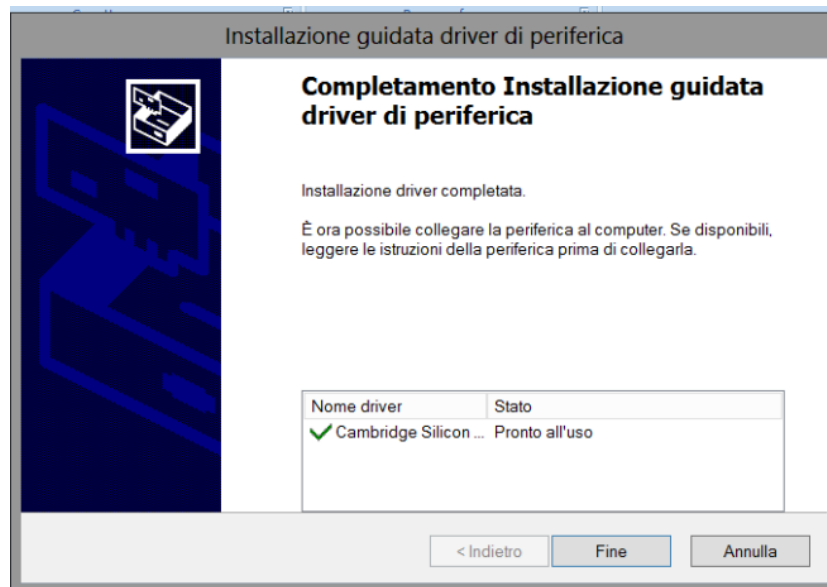 Installazione guidata driver di periferica
Completamento Installazione guidata
driver di periferica
Installazione driver completata.
È ora possibile collegare la periferica al computer. Se disponibili,
leggere le istruzioni della periferica prima di collegarla.
Nome driver Stato
Cambridge Silicon ... Pronto all'uso
< Indietro Fine Annulla